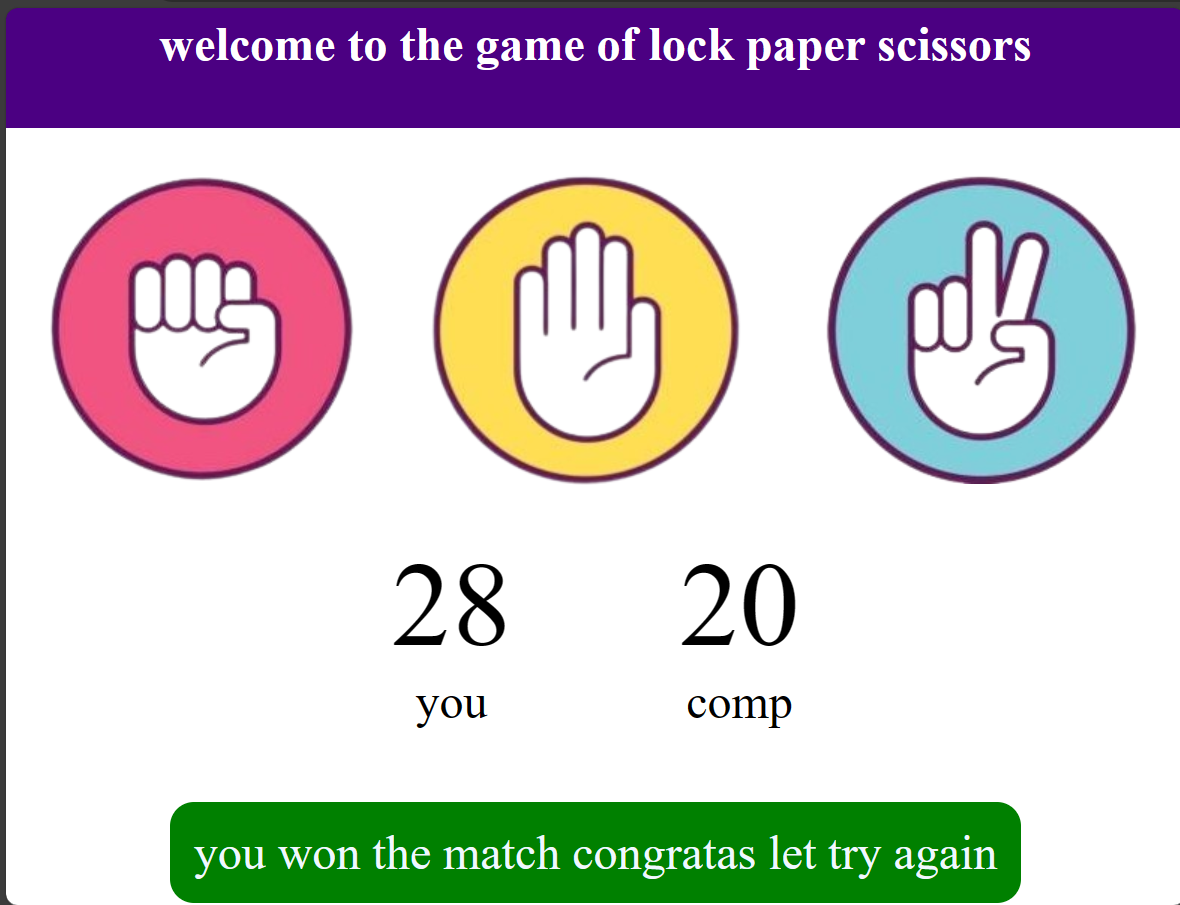 welcome to the game of lock paper scissors
28 20
you comp
you won the match congratas let try again